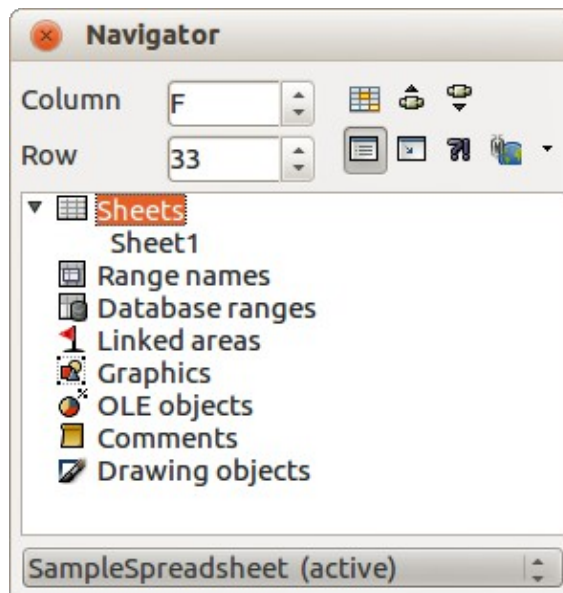 Navigator
Column F
Row 33
Sheets
Sheet1
Range names
Database ranges
Linked areas
Graphics
OLE objects
Comments
Drawing objects
SampleSpreadsheet (active)